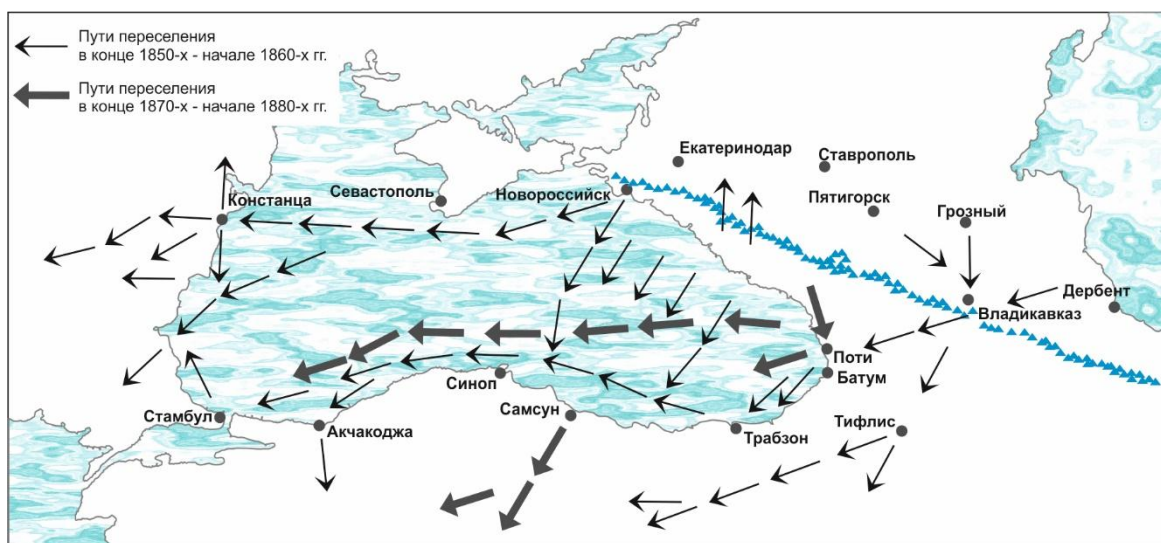 Пути переселения
в конце 1850-х - начале 1860-х гг.
Пути переселения
в конце 1870-х - начале 1880-х гг.
Екатеринодар
Ставрополь
Севастополь
Новороссийск
Пятигорск
Грозный
Констанца
Дербент
Владикавказ
Поти
Батум
Синоп
Самсун
Стамбул
Акчакоджа
Трабзон
Тифлис